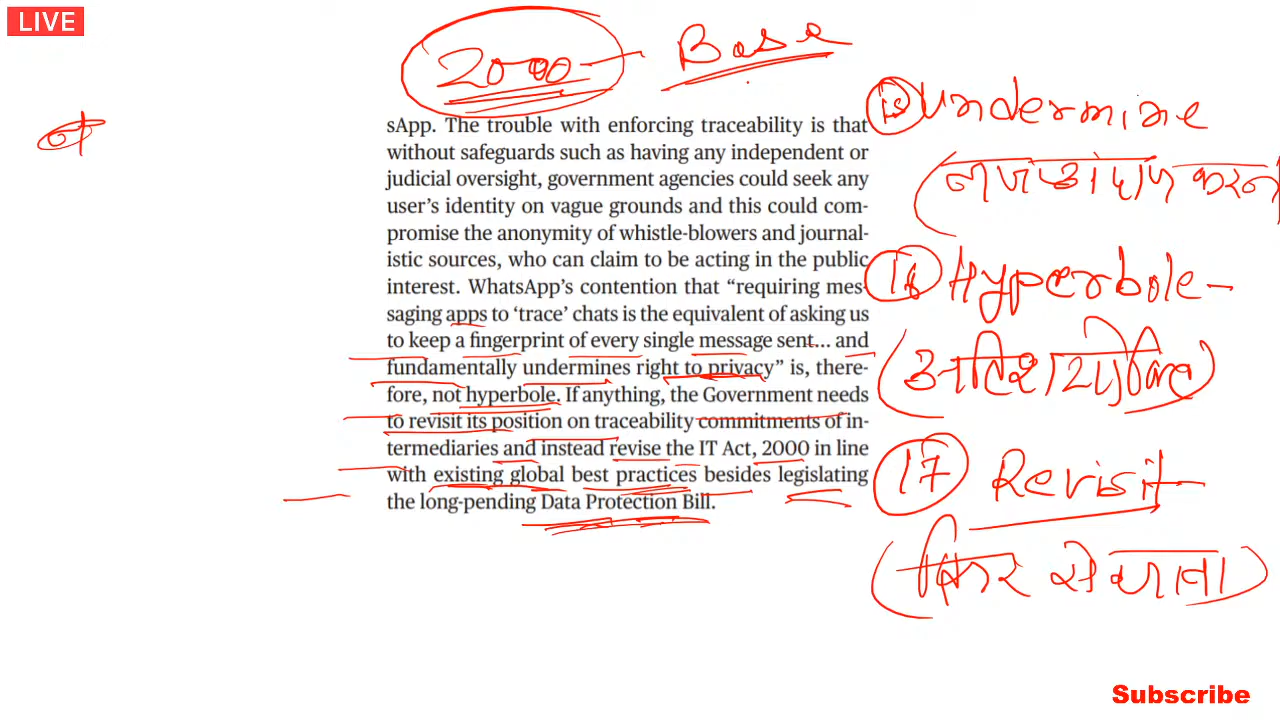 LIVE
2000 - Base
sApp. The trouble with enforcing traceability is that
without safeguards such as having any independent or
judicial oversight, government agencies could seek any
user's identity on vague grounds and this could com-
promise the anonymity of whistle-blowers and journal-
istic sources, who can claim to be acting in the public
interest. WhatsApp's contention that “requiring mes-
saging apps to ‘trace’ chats is the equivalent of asking us
to keep a fingerprint of every single message sent... and
fundamentally undermines right to privacy” is, there-
fore, not hyperbole. If anything, the Government needs
to revisit its position on traceability commitments of in-
termediaries and instead revise the IT Act, 2000 in line
with existing global best practices besides legislating
the long-pending Data Protection Bill.
15 Undermine
करना
16 Hyperbole-
(अतिशयोक्ति)
17 Revisit
(फिर से
Subscribe